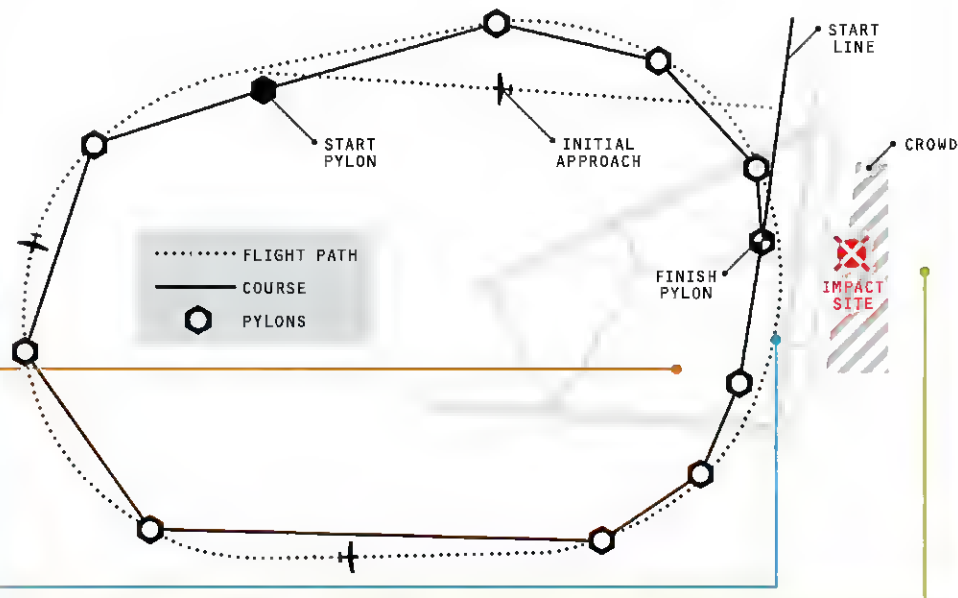 START
LINE
CROWD
START
PYLON
INITIAL
APPROACH
FLIGHT PATH
COURSE
PYLONS
FINISH
PYLON
IMPACT
SITE